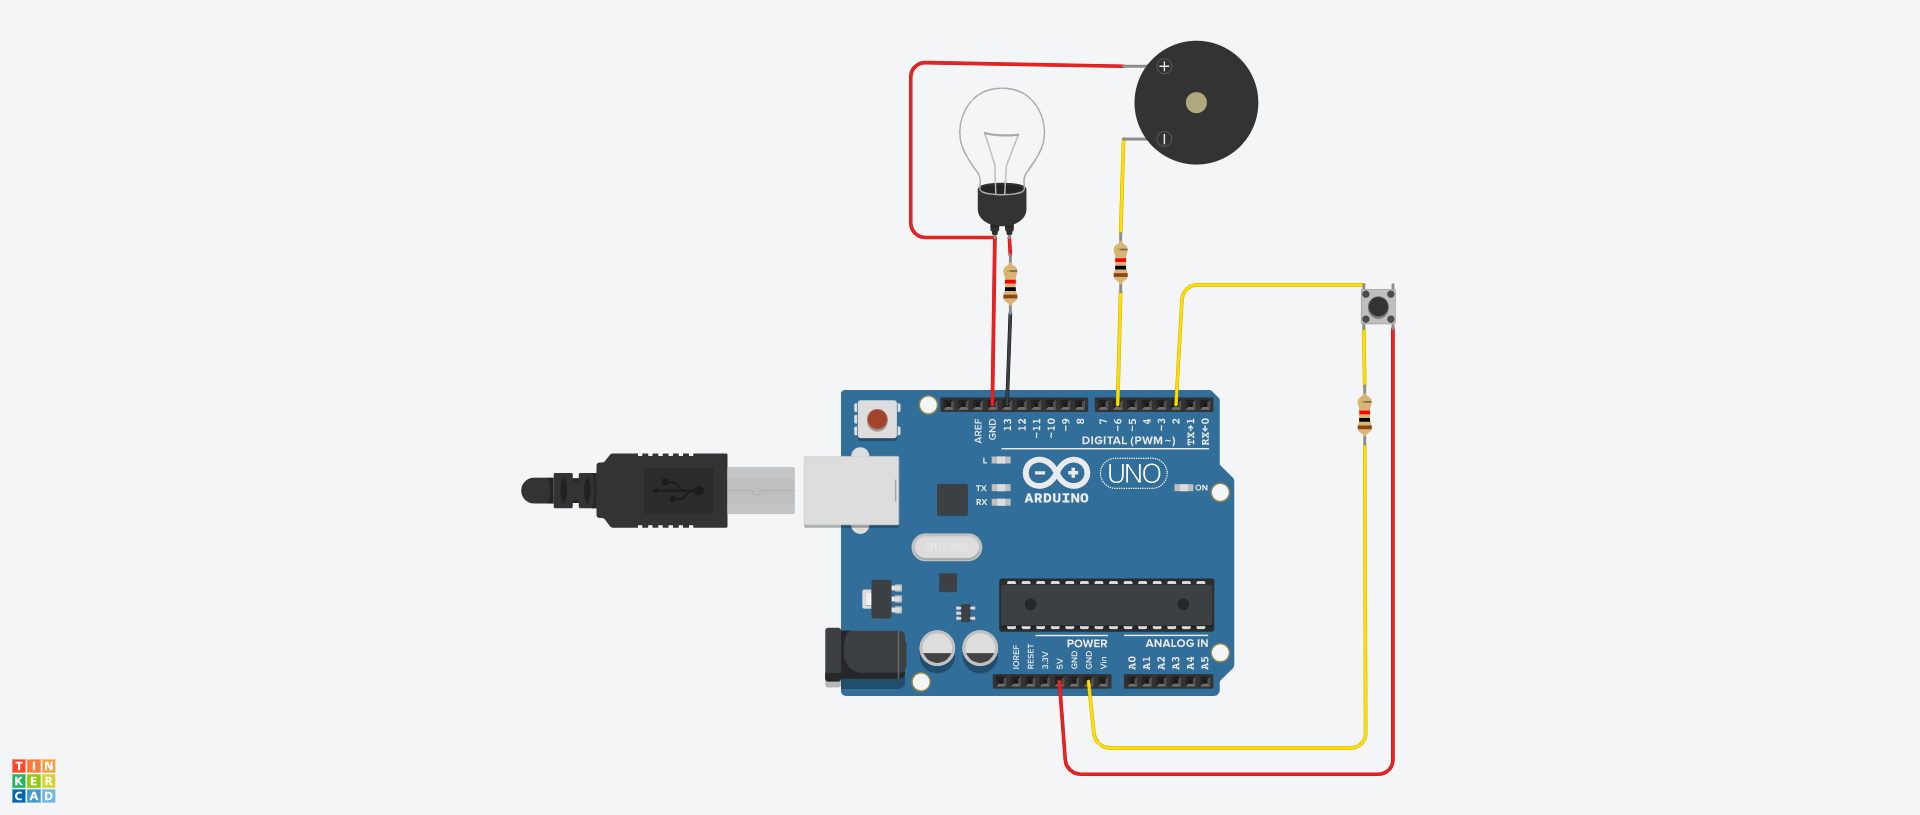 +
AREF
GND
13
12
~11
~10
~9
8
7
~6
~5
4
~3
2
TX→1
RX←0
DIGITAL (PWM~)
L
TX
RX
ARDUINO
UNO
ON
POWER
ANALOG IN
IOREF
RESET
3.3V
5V
GND
GND
Vin
A0
A1
A2
A3
A4
A5
TIN
KER
CAD